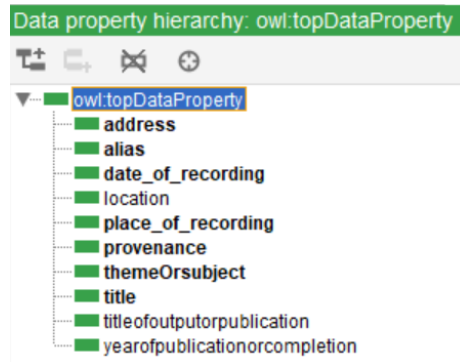 Data property hierarchy: owl:topDataProperty
owl:topDataProperty
address
alias
date_of_recording
location
place_of_recording
provenance
themeOrsubject
title
titleofoutputorpublication
yearofpublicationorcompletion